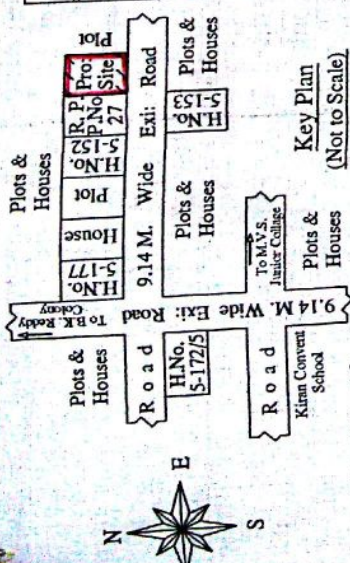 Plots &
Houses
H.No.
5-177
House
Plot
H.No.
5-152
R. P.
P.No
27
Pro:
Site
Plot
Plots &
Houses
To B.K. Reddy
Colony
Road
9.14 M. Wide Exi: Road
H.No.
5-172/5
9.14 M. Wide Exi: Road
Plots &
Houses
H.No.
5-153
Plots &
Houses
Road
To M.V.S.
Junior Collage
Kiran Convent
School
Plots &
Houses
Key Plan
(Not to Scale)
N
E
S